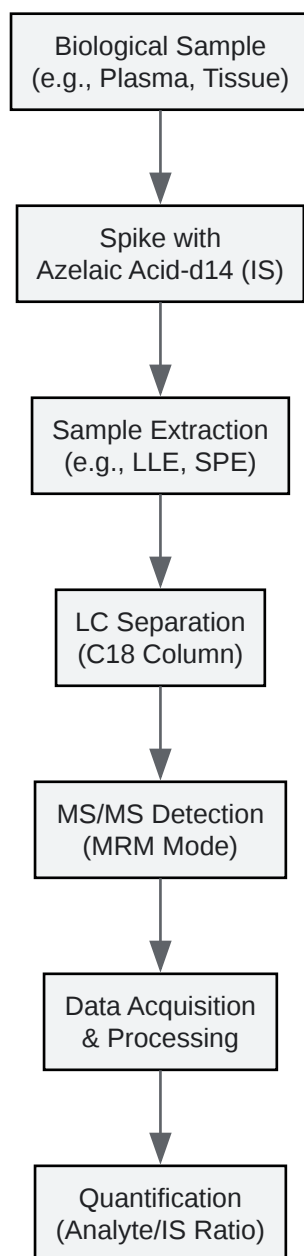 Biological Sample
(e.g., Plasma, Tissue)
Spike with
Azelaic Acid-d14 (IS)
Sample Extraction
(e.g., LLE, SPE)
LC Separation
(C18 Column)
MS/MS Detection
(MRM Mode)
Data Acquisition
& Processing
Quantification
(Analyte/IS Ratio)